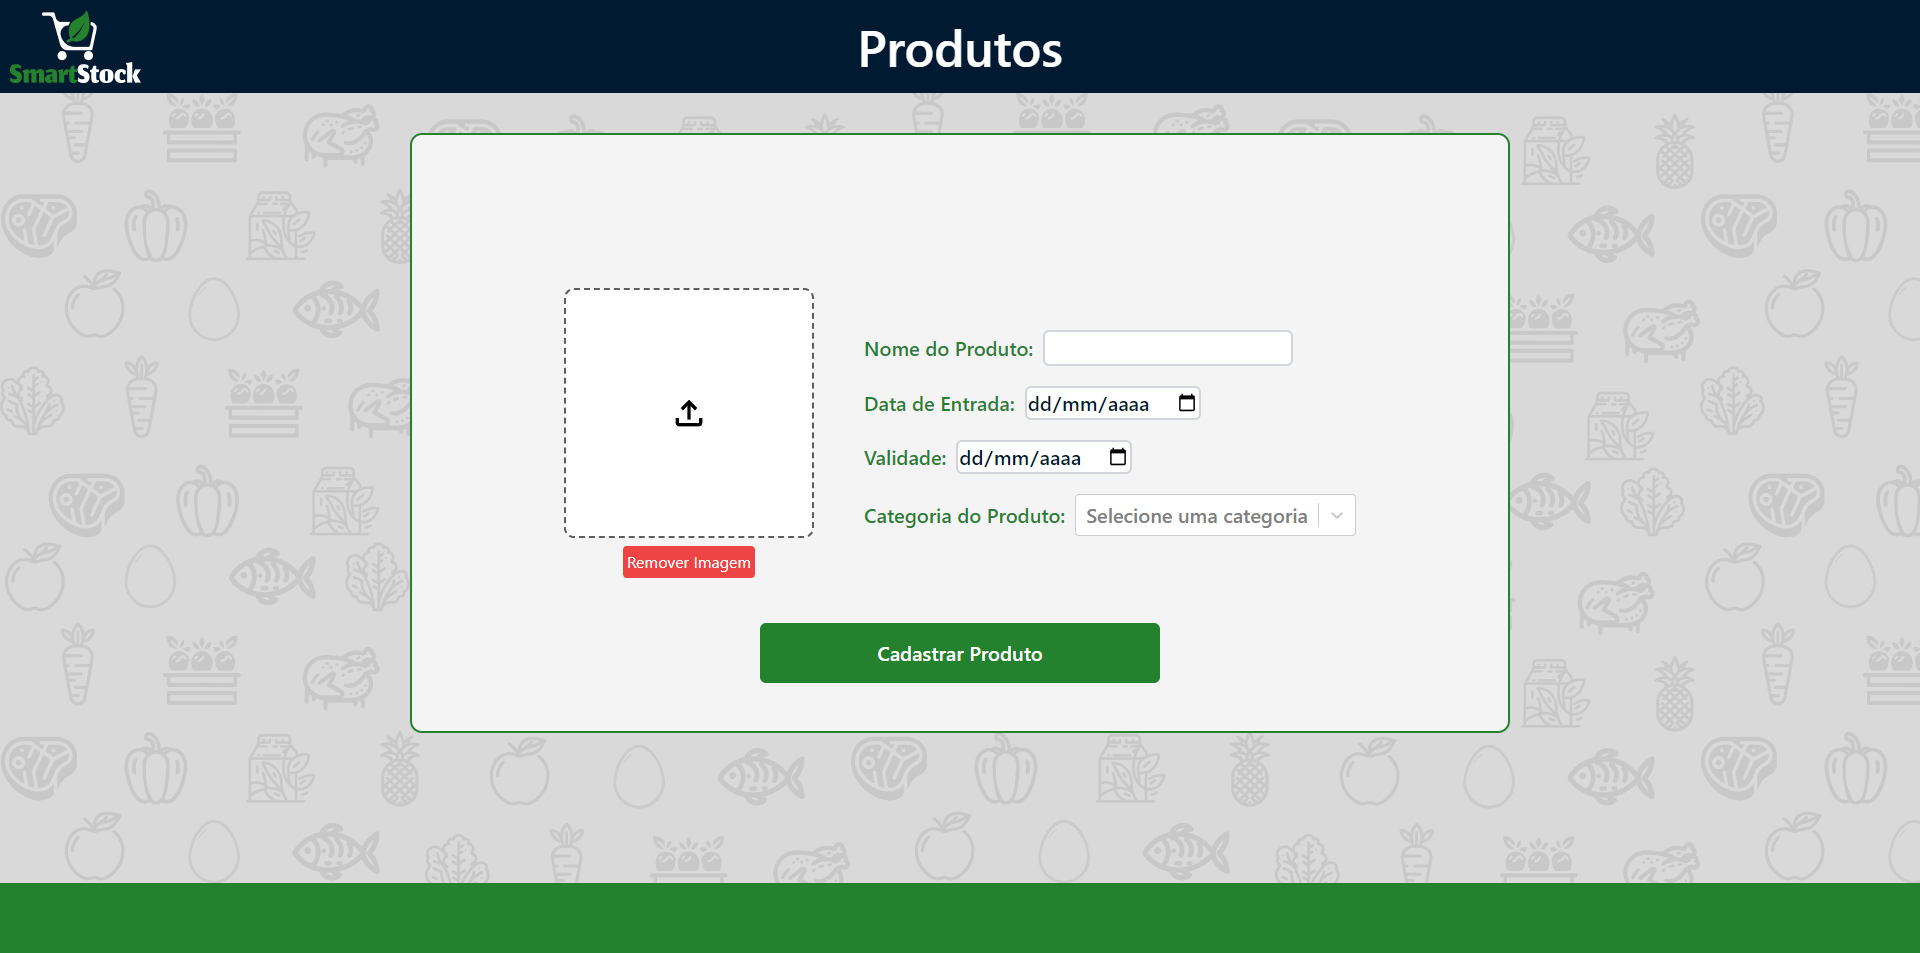 SmartStock
Produtos
Nome do Produto:
Data de Entrada: dd/mm/aaaa
Validade: dd/mm/aaaa
Categoria do Produto: Selecione uma categoria
Remover Imagem
Cadastrar Produto